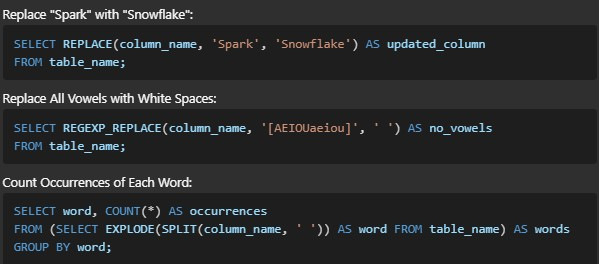 Replace "Spark" with "Snowflake":
SELECT REPLACE(column_name, 'Spark', 'Snowflake') AS updated_column
FROM table_name;
Replace All Vowels with White Spaces:
SELECT REGEXP_REPLACE(column_name, '[AEIOUaeiou]', ' ') AS no_vowels
FROM table_name;
Count Occurrences of Each Word:
SELECT word, COUNT(*) AS occurrences
FROM (SELECT EXPLODE(SPLIT(column_name, ' ')) AS word FROM table_name) AS words
GROUP BY word;